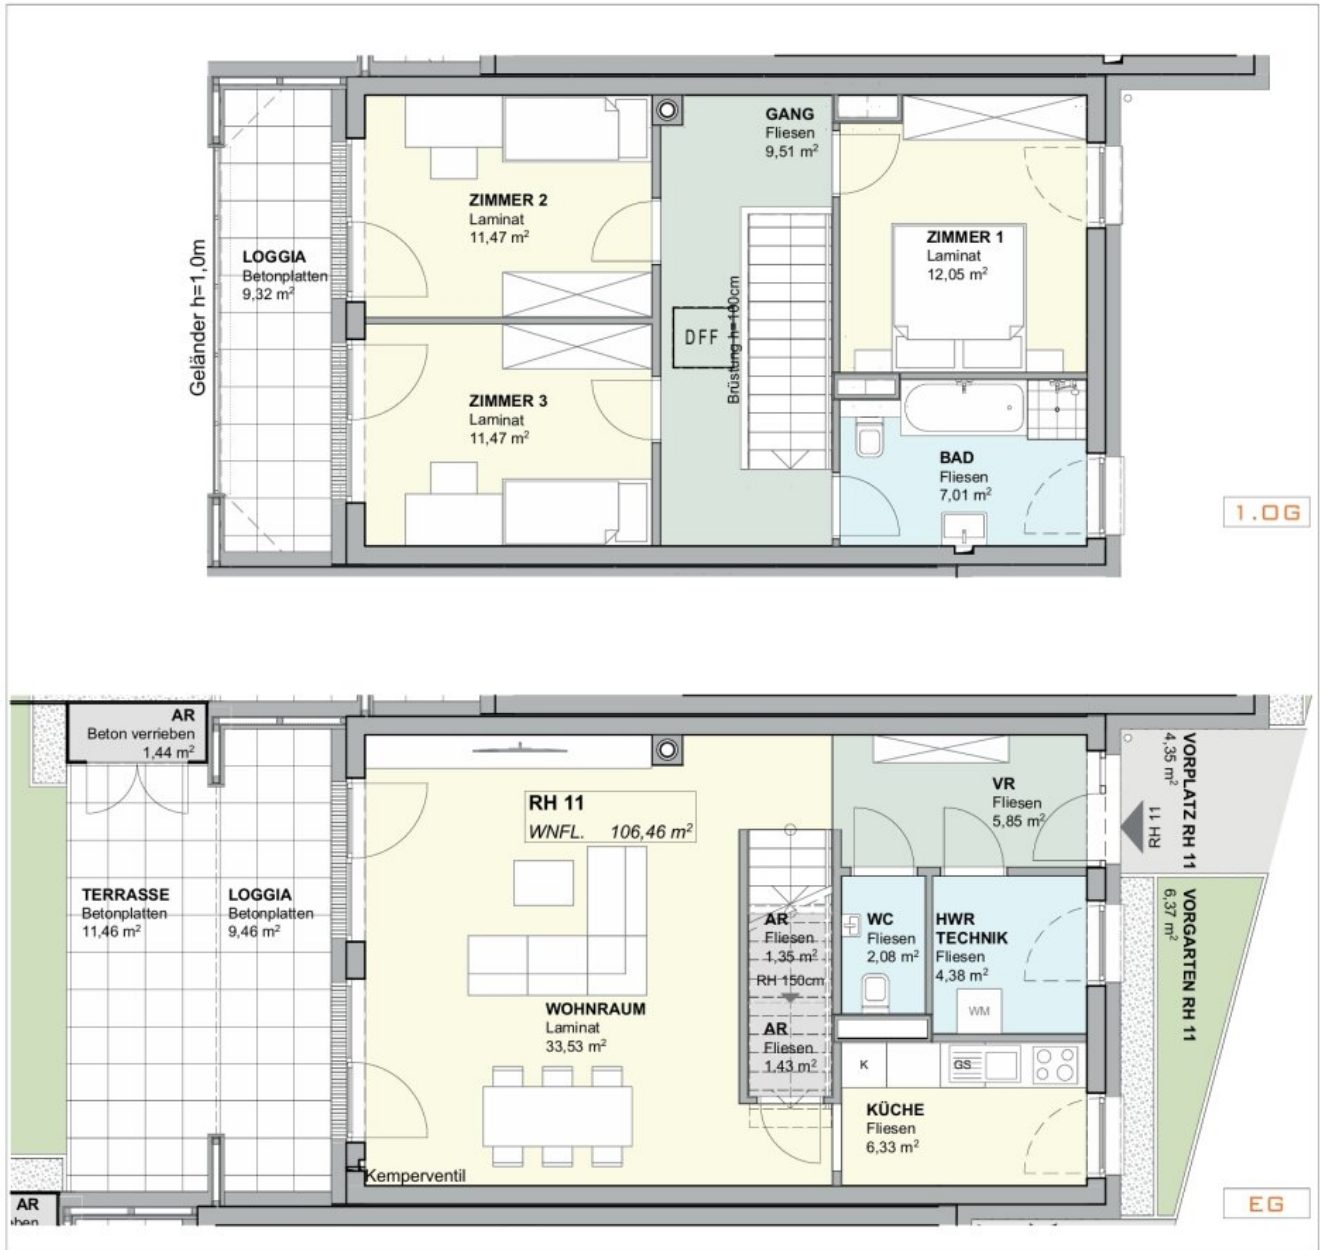 GANG
Fliesen
9,51 m²
ZIMMER 2
Laminat
11,47 m²
ZIMMER 1
Laminat
12,05 m²
LOGGIA
Betonplatten
9,32 m²
Geländer h=1,0m
DFF
Brüstung h=100cm
ZIMMER 3
Laminat
11,47 m²
BAD
Fliesen
7,01 m²
1.OG
AR
Beton verrieben
1,44 m²
RH 11
WNFL. 106,46 m²
VR
Fliesen
5,85 m²
VORPLATZ RH 11
4,35 m²
RH 11
TERRASSE
Betonplatten
11,46 m²
LOGGIA
Betonplatten
9,46 m²
AR
Fliesen
1,35 m²
RH 150cm
WC
Fliesen
2,08 m²
HWR
TECHNIK
Fliesen
4,38 m²
VORGARTEN RH 11
6,37 m²
WM
WOHNRAUM
Laminat
33,53 m²
AR
Fliesen
1,43 m²
K
GS
KÜCHE
Fliesen
6,33 m²
Kemperventil
AR
EG